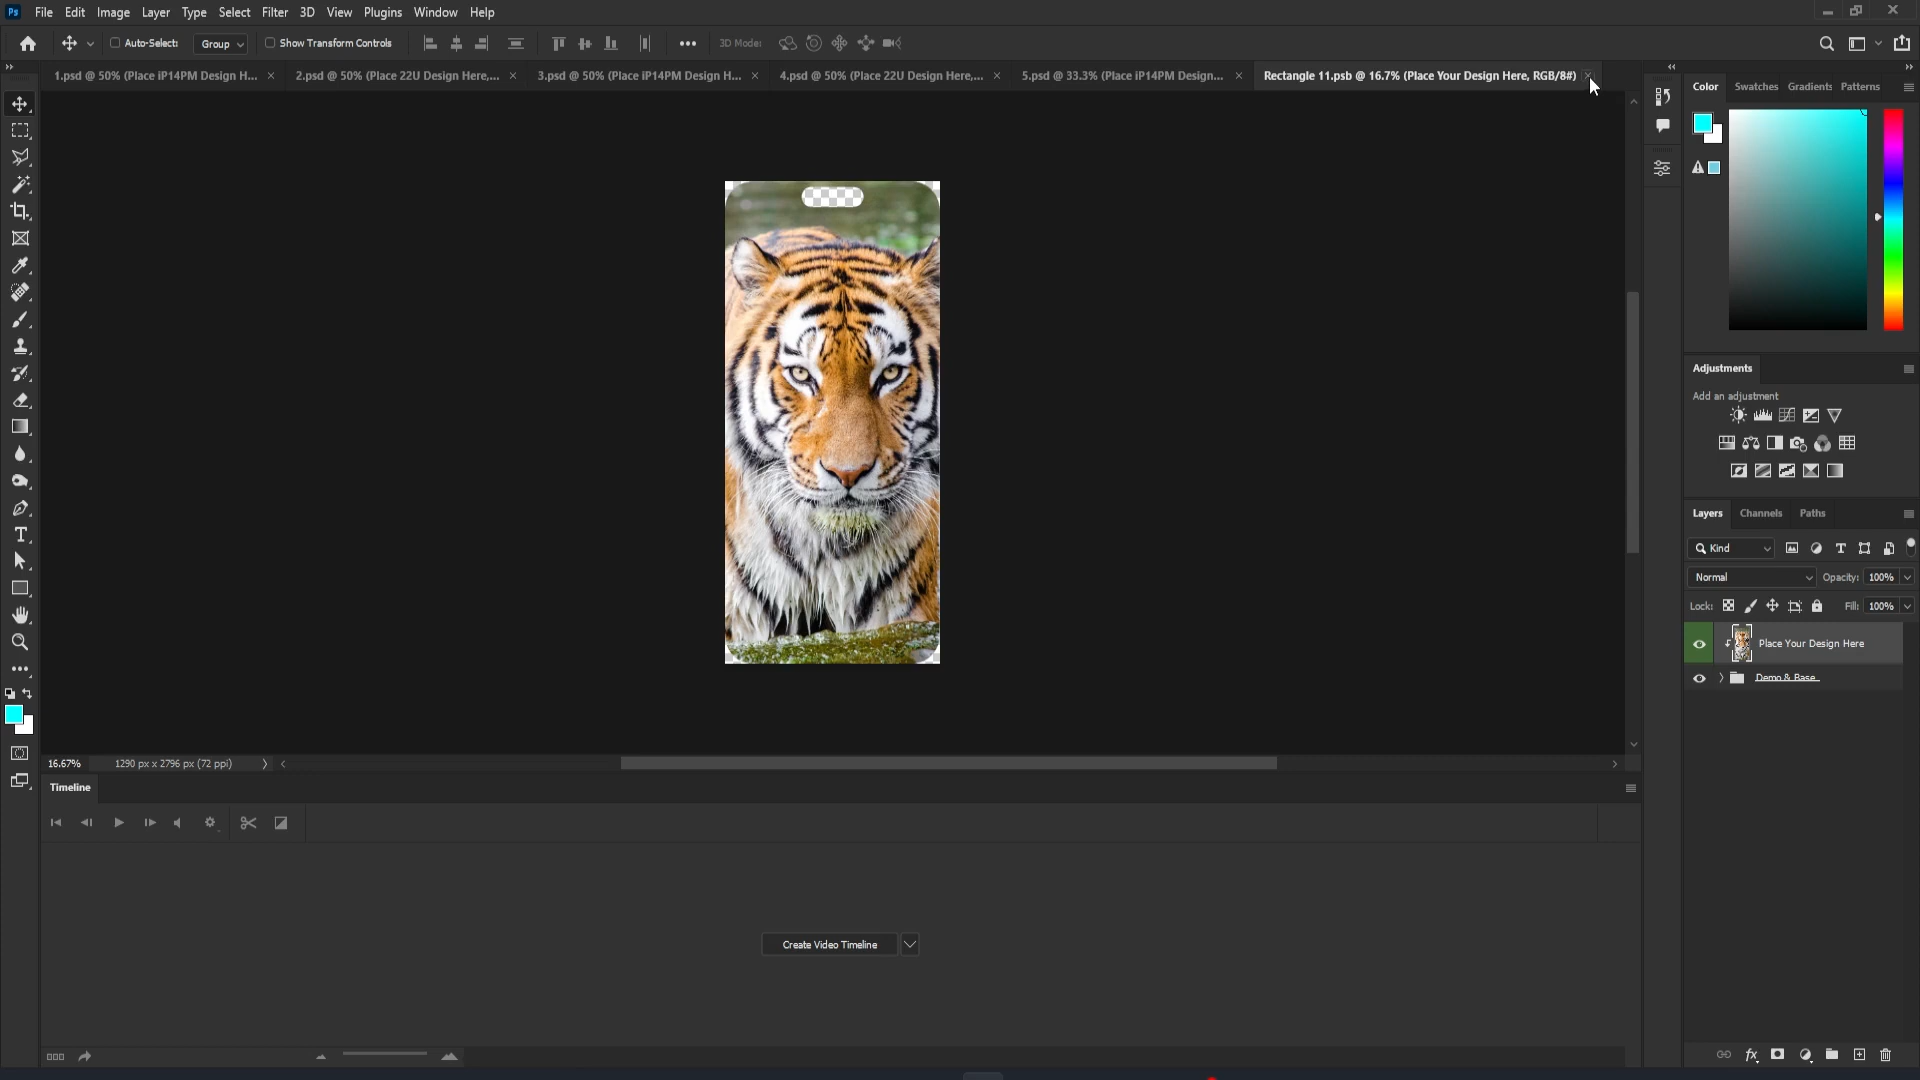 Ps File Edit Image Layer Type Select Filter 3D View Plugins Window Help
Auto-Select: Group Show Transform Controls 3D Mode:
1.psd @ 50% (Place iP14PM Design H... 2.psd @ 50% (Place 22U Design Here,... 3.psd @ 50% (Place iP14PM Design H... 4.psd @ 50% (Place 22U Design Here,... 5.psd @ 33.3% (Place iP14PM Design... Rectangle 11.psb @ 16.7% (Place Your Design Here, RGB/8#)
Color Swatches Gradients Patterns
Adjustments
Add an adjustment
Layers Channels Paths
Kind
Normal Opacity: 100%
Lock: Fill: 100%
Place Your Design Here
Demo & Base
16.67% 1290 px x 2796 px (72 ppi)
Timeline
Create Video Timeline
fx